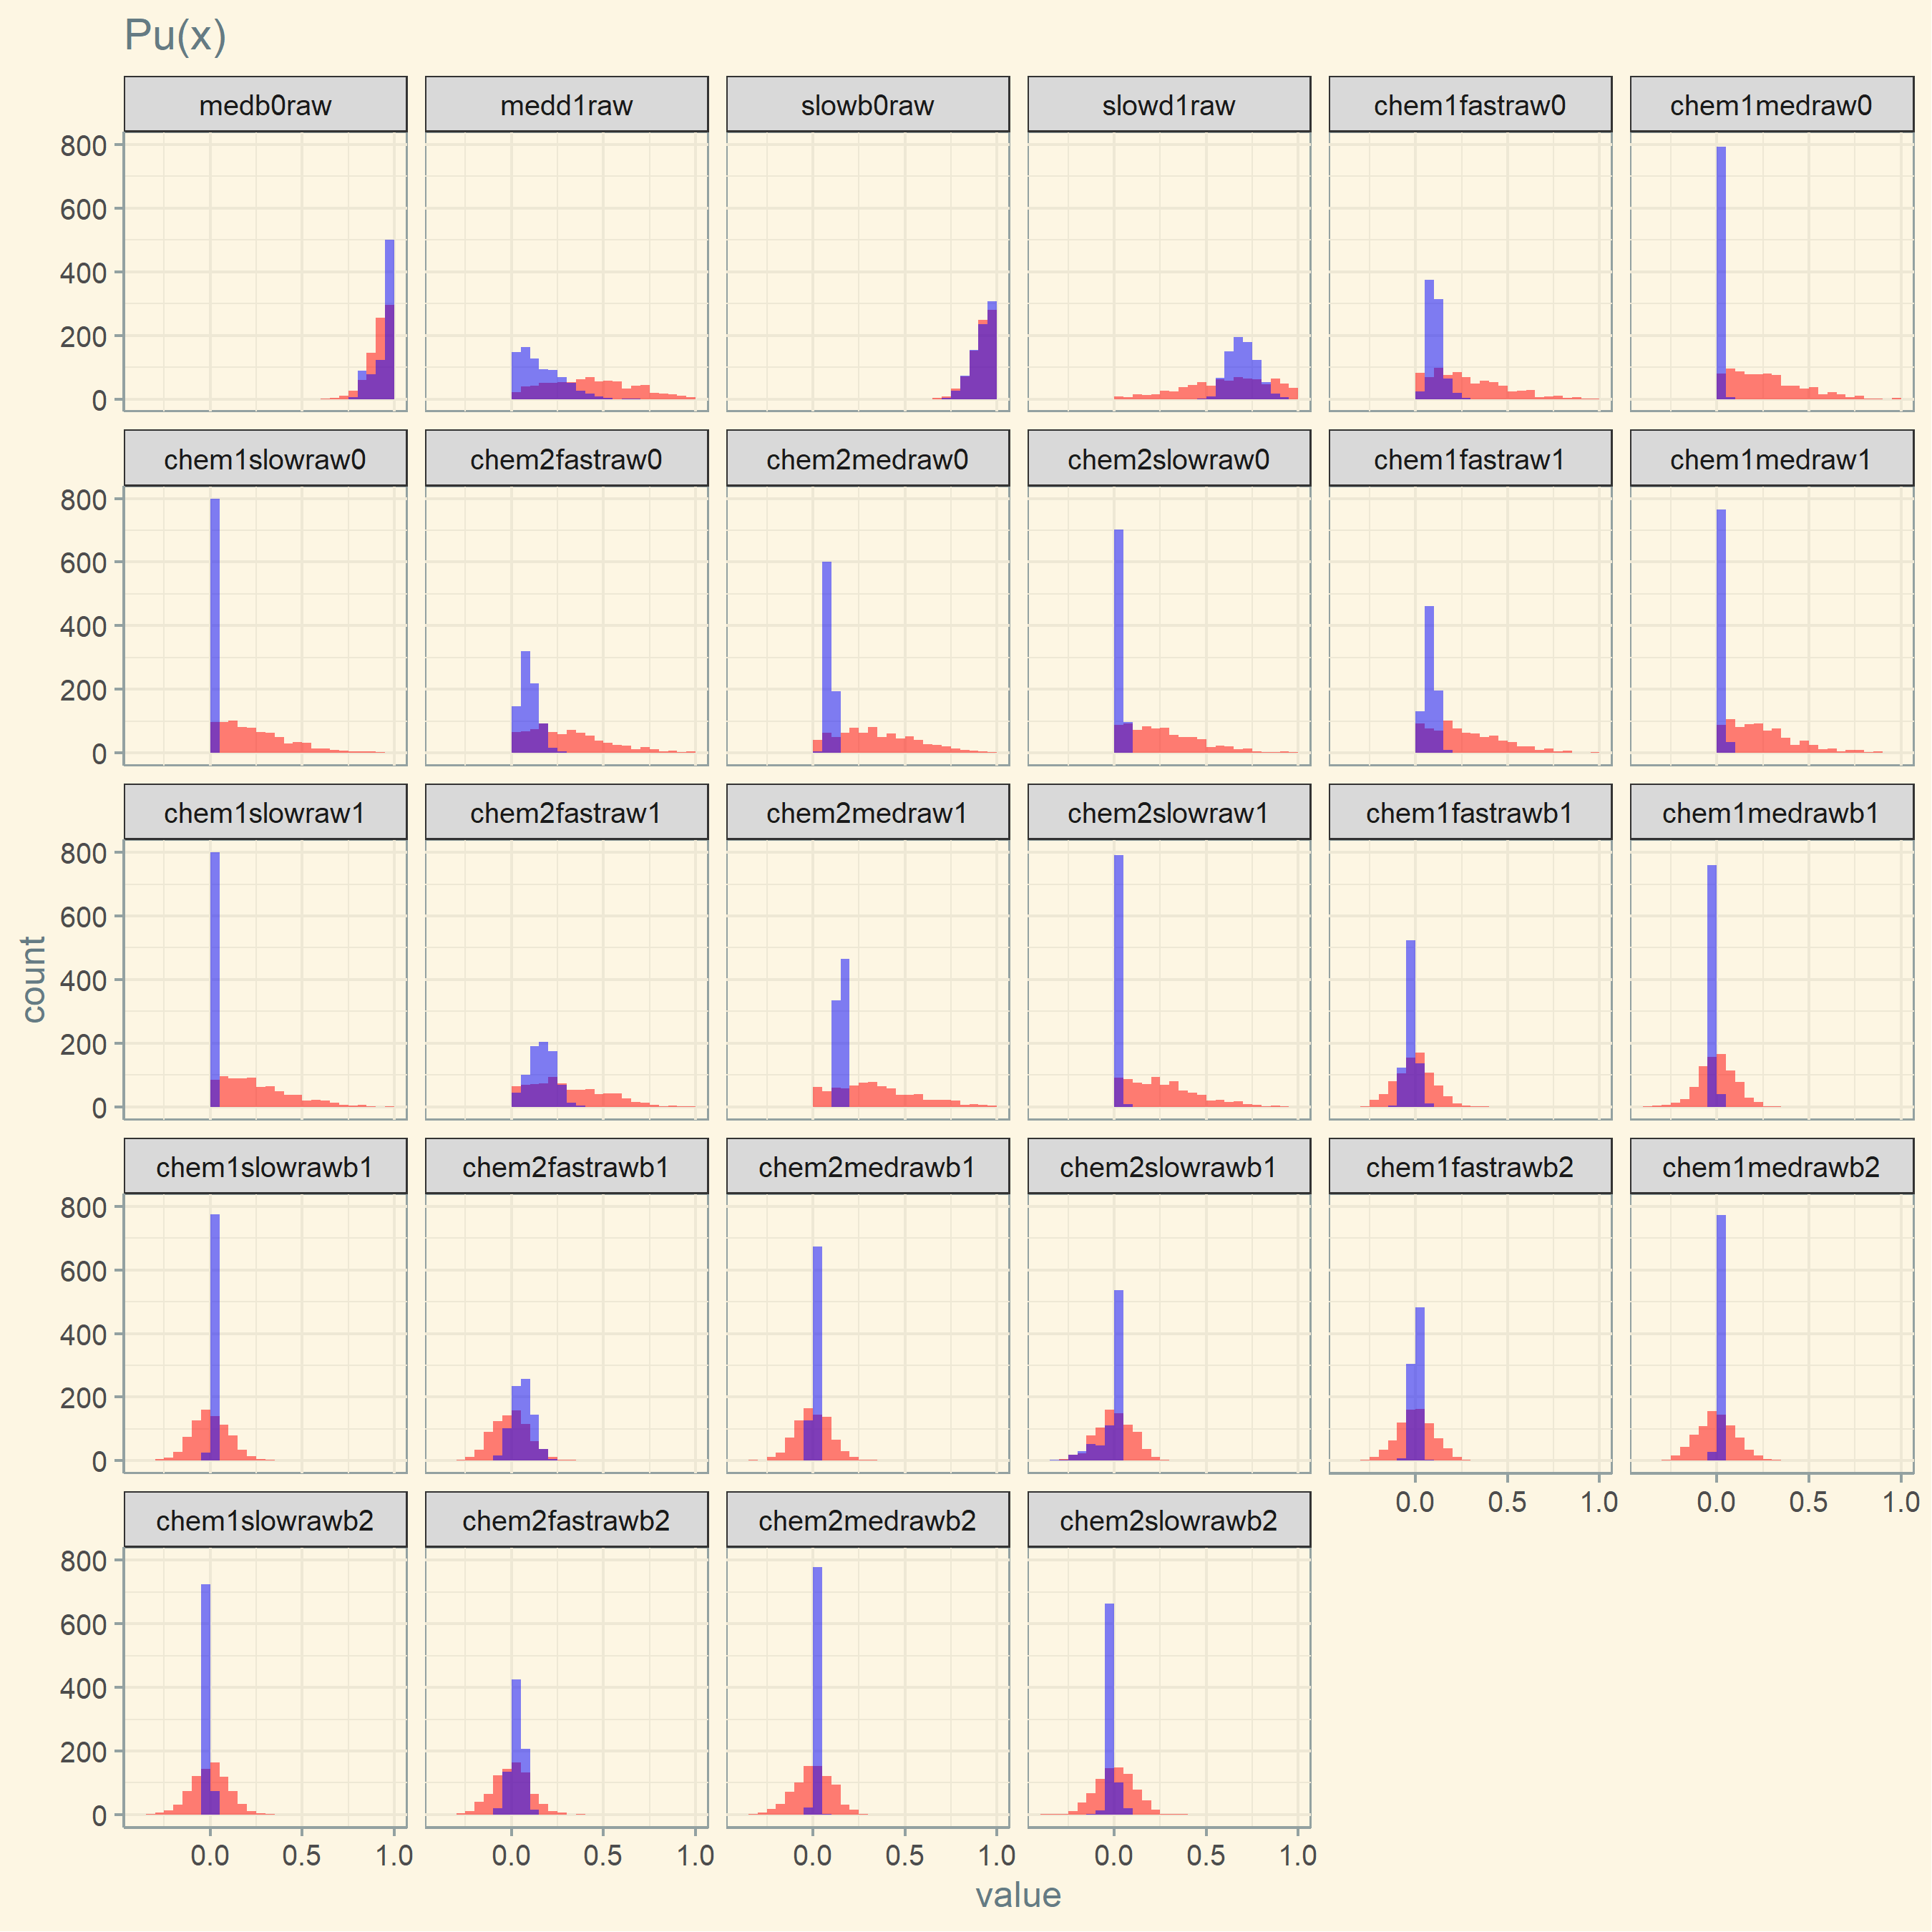 Pu(x)
medb0raw medd1raw slowb0raw slowd1raw chem1fastraw0 chem1medraw0
800
600
400
200
0
chem1slowraw0 chem2fastraw0 chem2medraw0 chem2slowraw0 chem1fastraw1 chem1medraw1
800
600
400
200
0
chem1slowraw1 chem2fastraw1 chem2medraw1 chem2slowraw1 chem1fastrawb1 chem1medrawb1
800
600
400
200
0
count
chem1slowrawb1 chem2fastrawb1 chem2medrawb1 chem2slowrawb1 chem1fastrawb2 chem1medrawb2
800
600
400
200
0
0.0 0.5 1.0 0.0 0.5 1.0
chem1slowrawb2 chem2fastrawb2 chem2medrawb2 chem2slowrawb2
800
600
400
200
0
0.0 0.5 1.0 0.0 0.5 1.0 0.0 0.5 1.0 0.0 0.5 1.0
value